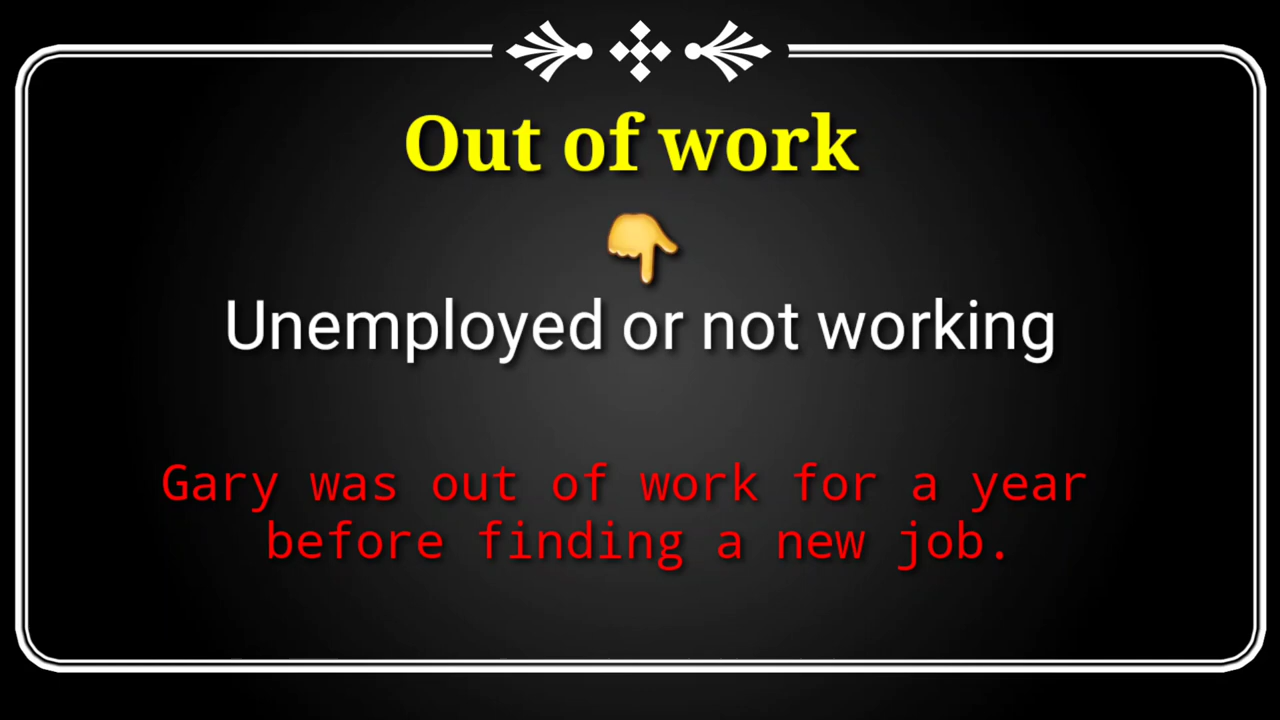 Out of work
👇
Unemployed or not working
Gary was out of work for a year
before finding a new job.